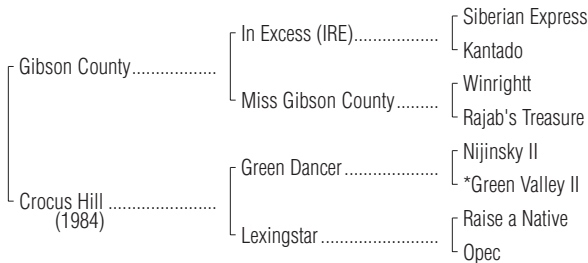 Siberian Express
In Excess (IRE)
Kantado
Gibson County
Winrightt
Miss Gibson County
Rajab's Treasure
Nijinsky II
Green Dancer
*Green Valley II
Crocus Hill
(1984)
Raise a Native
Lexingstar
Opec